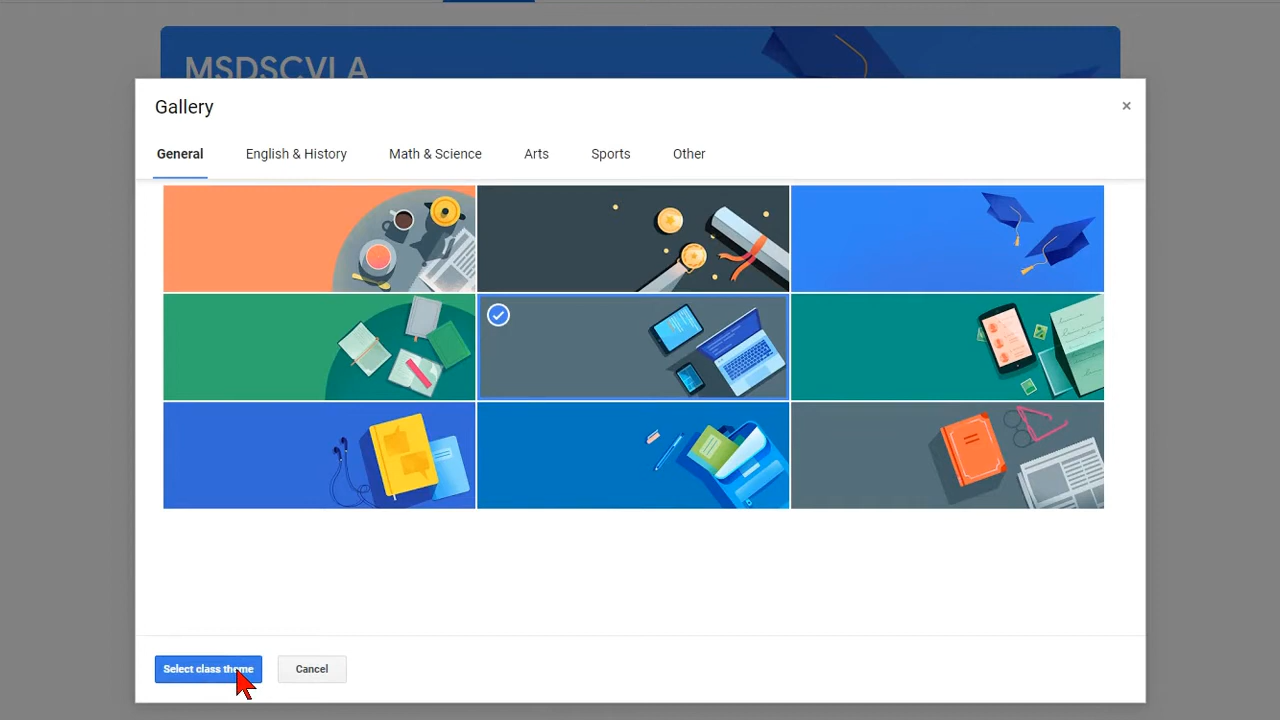 MSDSCVLA
Gallery
General English & History Math & Science Arts Sports Other
Select class theme Cancel